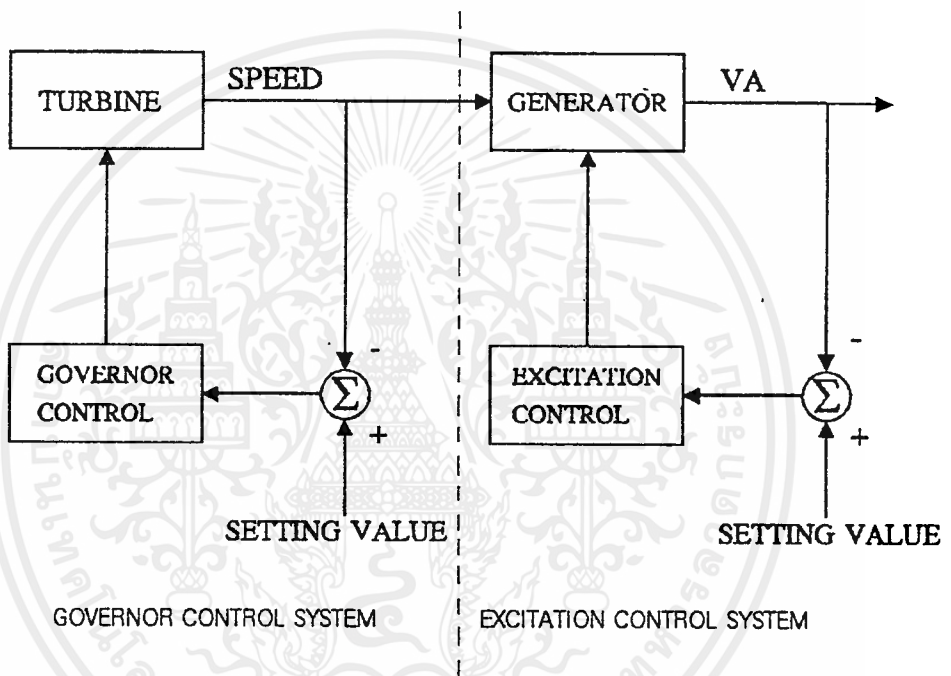 SPEED
VA
TURBINE
GENERATOR
-
-
GOVERNOR
CONTROL
Σ
EXCITATION
CONTROL
Σ
+
+
SETTING VALUE
SETTING VALUE
GOVERNOR CONTROL SYSTEM
EXCITATION CONTROL SYSTEM